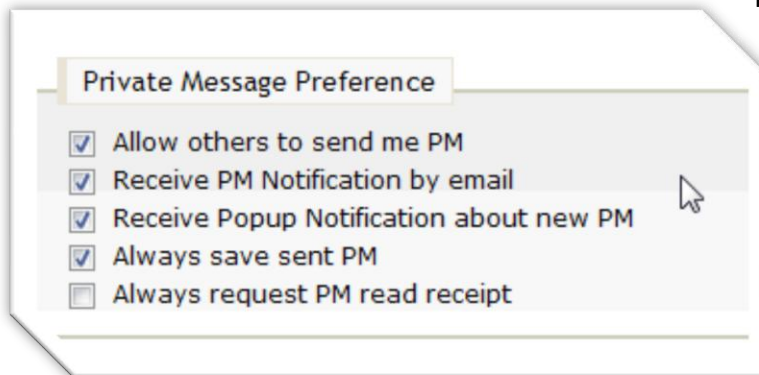 Private Message Preference
Allow others to send me PM
Receive PM Notification by email
Receive Popup Notification about new PM
Always save sent PM
Always request PM read receipt